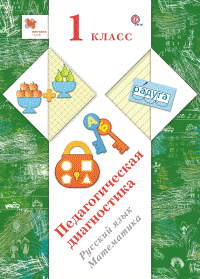 1 КЛАСС
радуга
А Б
Педагогическая
диагностика
Русский язык
Математика